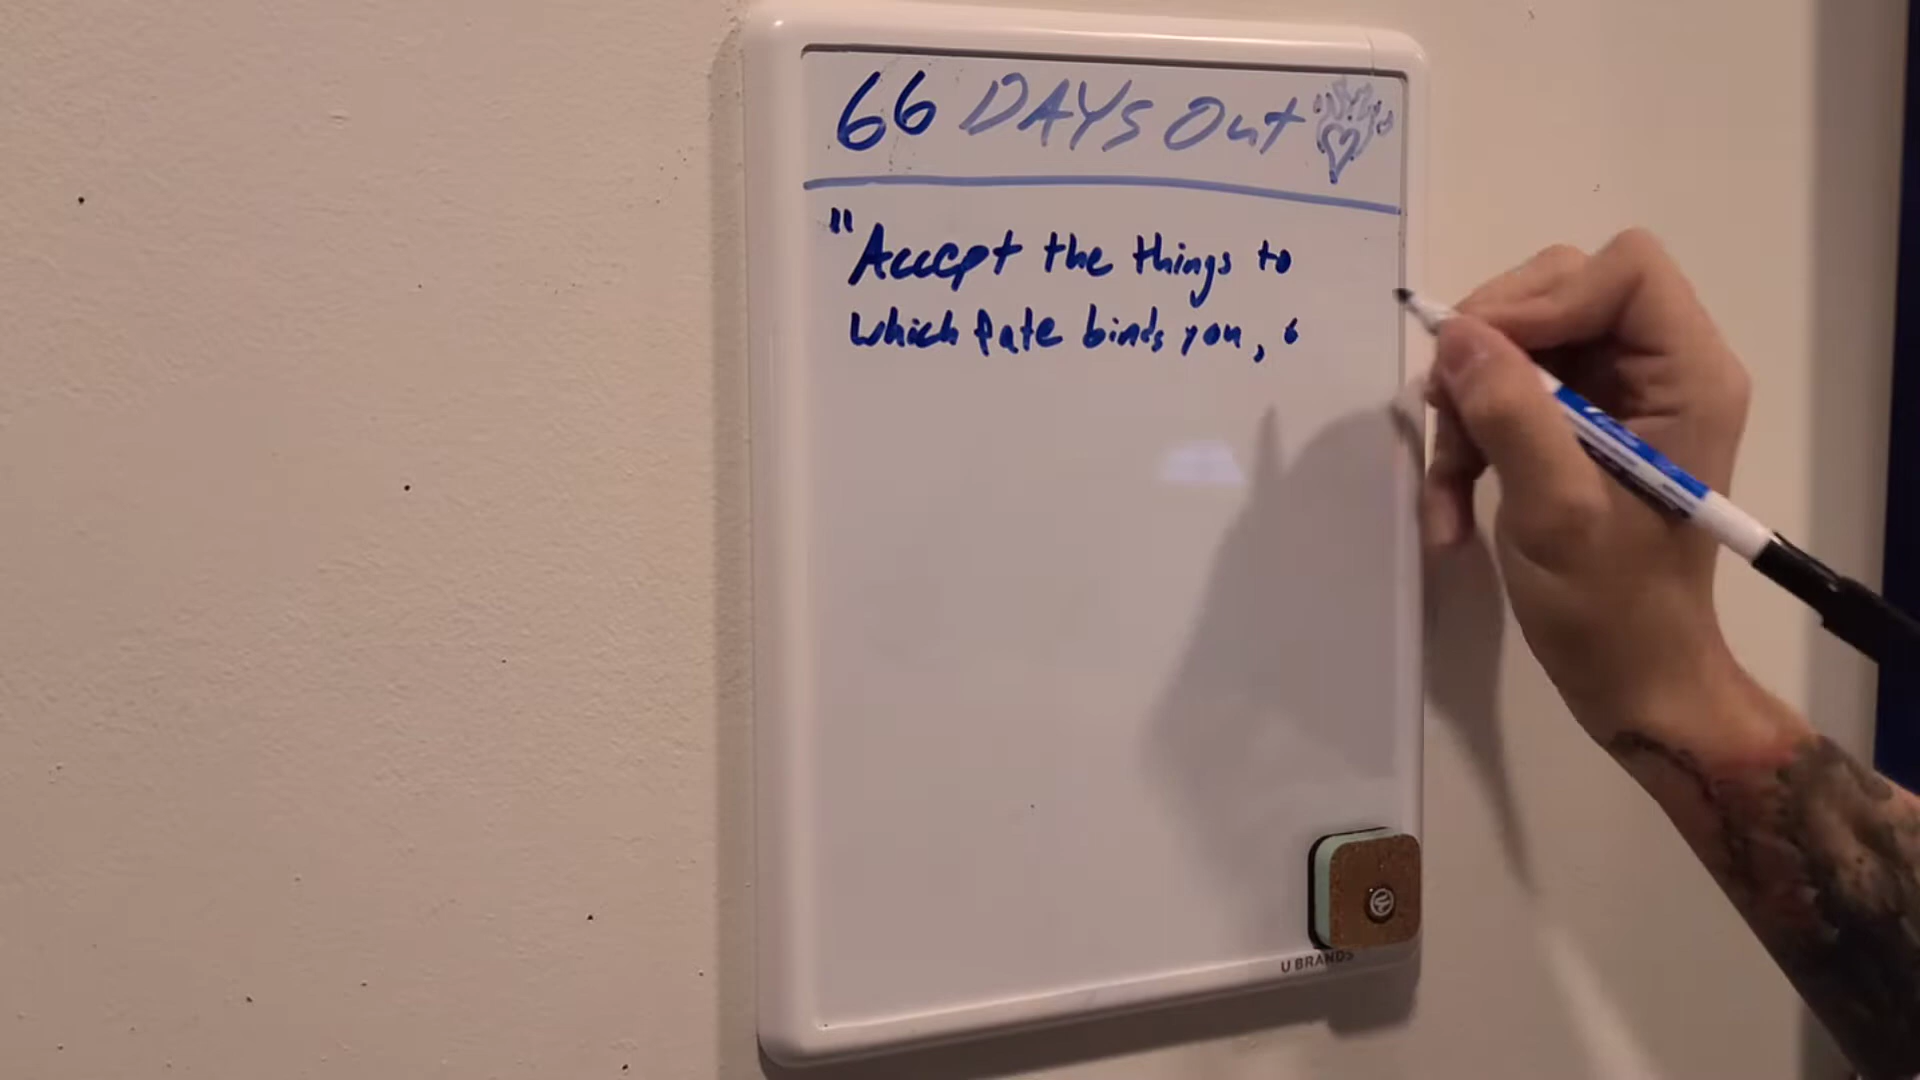 66 DAYS Out
"Accept the things to
which fate binds you,
U BRANDS